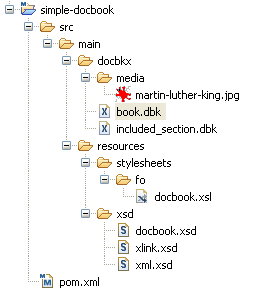 simple-docbook
src
main
docbkx
media
martin-luther-king.jpg
book.dbk
included_section.dbk
resources
stylesheets
fo
docbook.xsl
xsd
docbook.xsd
xlink.xsd
xml.xsd
pom.xml